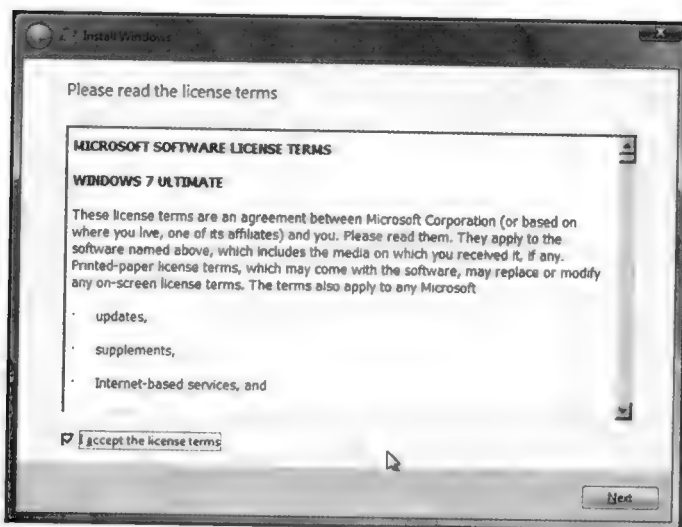 Install Windows
Please read the license terms
MICROSOFT SOFTWARE LICENSE TERMS
WINDOWS 7 ULTIMATE
These license terms are an agreement between Microsoft Corporation (or based on
where you live, one of its affiliates) and you. Please read them. They apply to the
software named above, which includes the media on which you received it, if any.
Printed-paper license terms, which may come with the software, may replace or modify
any on-screen license terms. The terms also apply to any Microsoft
· updates,
· supplements,
· Internet-based services, and
I accept the license terms
Next